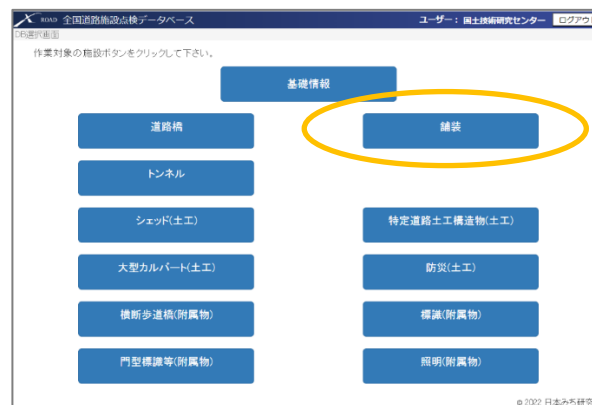 X ROAD 全国道路施設点検データベース ユーザー： 国土技術研究センター ログアウ
DB選択画面
作業対象の施設ボタンをクリックして下さい。
基礎情報
道路橋 舗装
トンネル
シェッド(土工) 特定道路土工構造物(土工)
大型カルバート(土工) 防災(土工)
横断歩道橋(附属物) 標識(附属物)
門型標識等(附属物) 照明(附属物)
© 2022 日本みち研究